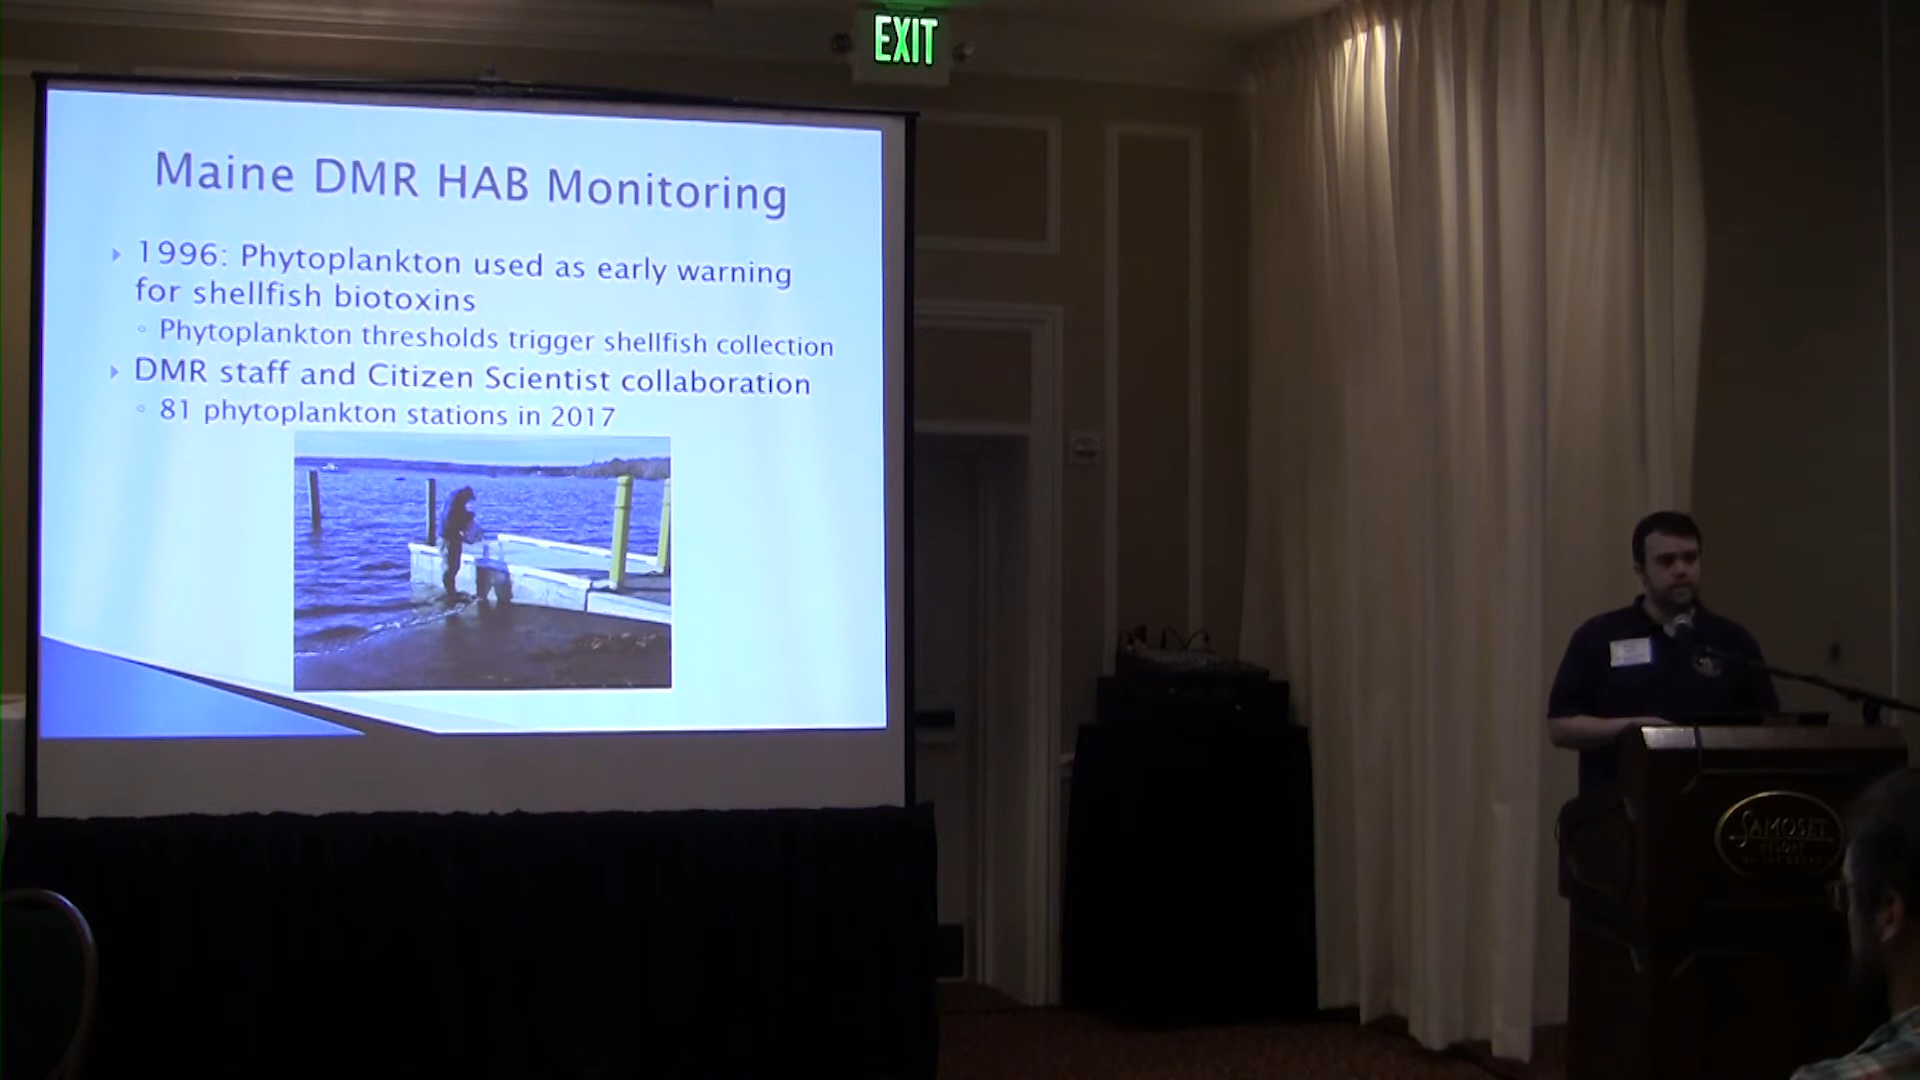 EXIT
Maine DMR HAB Monitoring
1996: Phytoplankton used as early warning
for shellfish biotoxins
Phytoplankton thresholds trigger shellfish collection
DMR staff and Citizen Scientist collaboration
81 phytoplankton stations in 2017
SAMOSET
RESORT